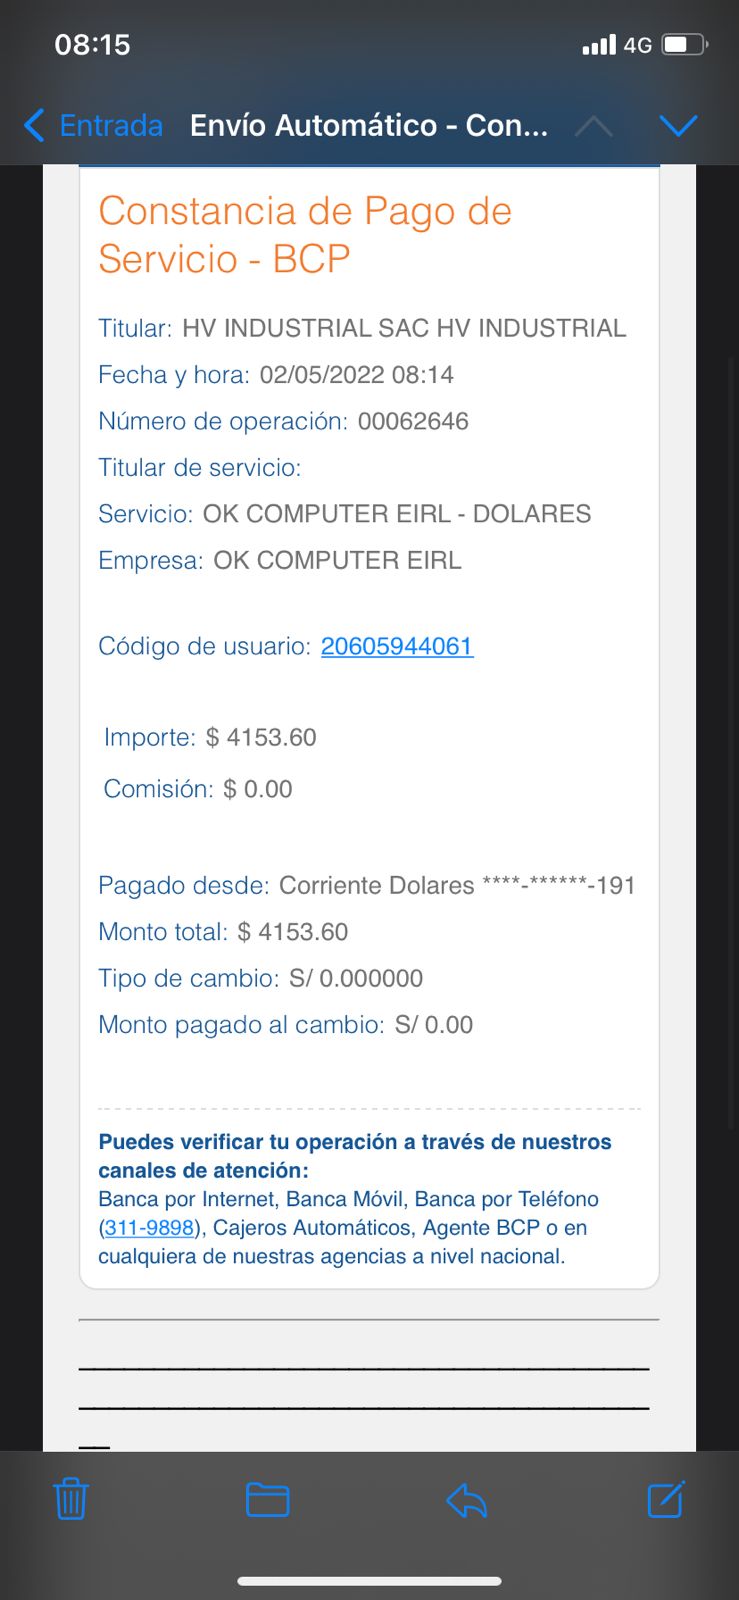 08:15
4G
Entrada Envío Automático - Con...
Constancia de Pago de
Servicio - BCP
Titular: HV INDUSTRIAL SAC HV INDUSTRIAL
Fecha y hora: 02/05/2022 08:14
Número de operación: 00062646
Titular de servicio:
Servicio: OK COMPUTER EIRL - DOLARES
Empresa: OK COMPUTER EIRL
Código de usuario: 20605944061
Importe: $ 4153.60
Comisión: $ 0.00
Pagado desde: Corriente Dolares ****-******-191
Monto total: $ 4153.60
Tipo de cambio: S/ 0.000000
Monto pagado al cambio: S/ 0.00
Puedes verificar tu operación a través de nuestros
canales de atención:
Banca por Internet, Banca Móvil, Banca por Teléfono
(311-9898), Cajeros Automáticos, Agente BCP o en
cualquiera de nuestras agencias a nivel nacional.